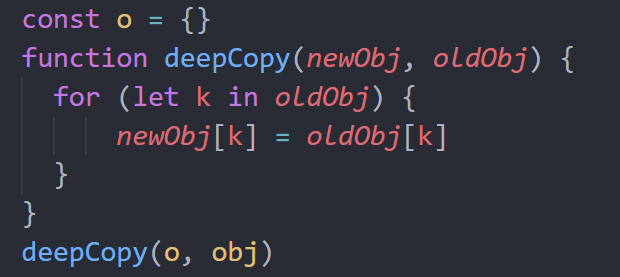 const o = {}
function deepCopy(newObj, oldObj) {
for (let k in oldObj) {
newObj[k] = oldObj[k]
}
}
deepCopy(o, obj)